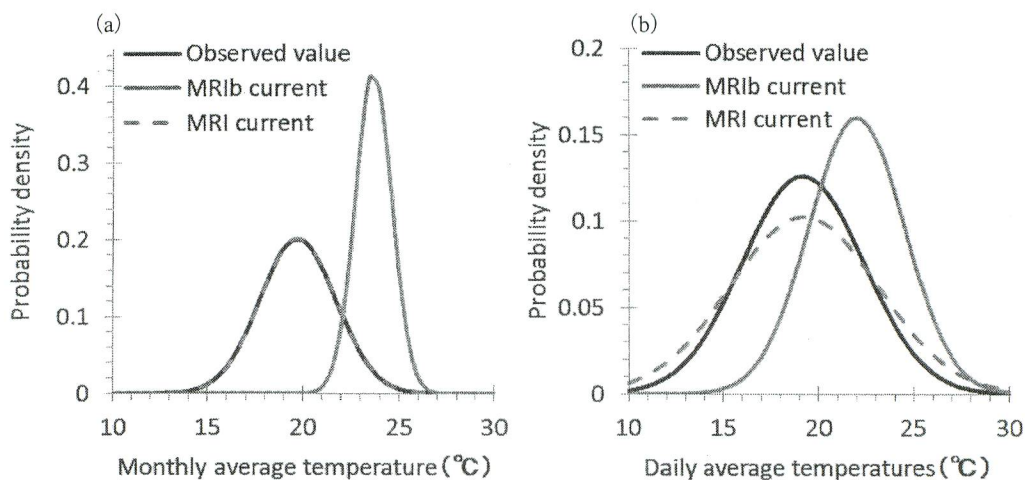 (a)
Observed value
MRIb current
MRI current
Probability density
0.4
0.3
0.2
0.1
0
10 15 20 25 30
Monthly average temperature (℃)
(b)
Observed value
MRIb current
MRI current
Probability density
0.2
0.15
0.1
0.05
0
10 15 20 25 30
Daily average temperatures (℃)